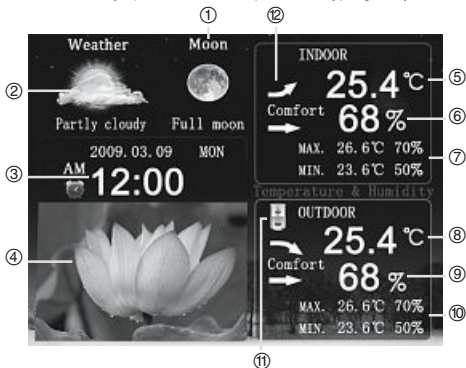 ① ⑫
Weather Moon
Partly cloudy Full moon
②
2009.03.09 MON
③ AM 12:00
④
INDOOR
25.4℃ ⑤
Comfort
68% ⑥
MAX. 26.6℃ 70%
MIN. 23.6℃ 50% ⑦
Temperature & Humidity
OUTDOOR
25.4℃ ⑧
Comfort
68% ⑨
MAX. 26.6℃ 70%
MIN. 23.6℃ 50% ⑩
⑪